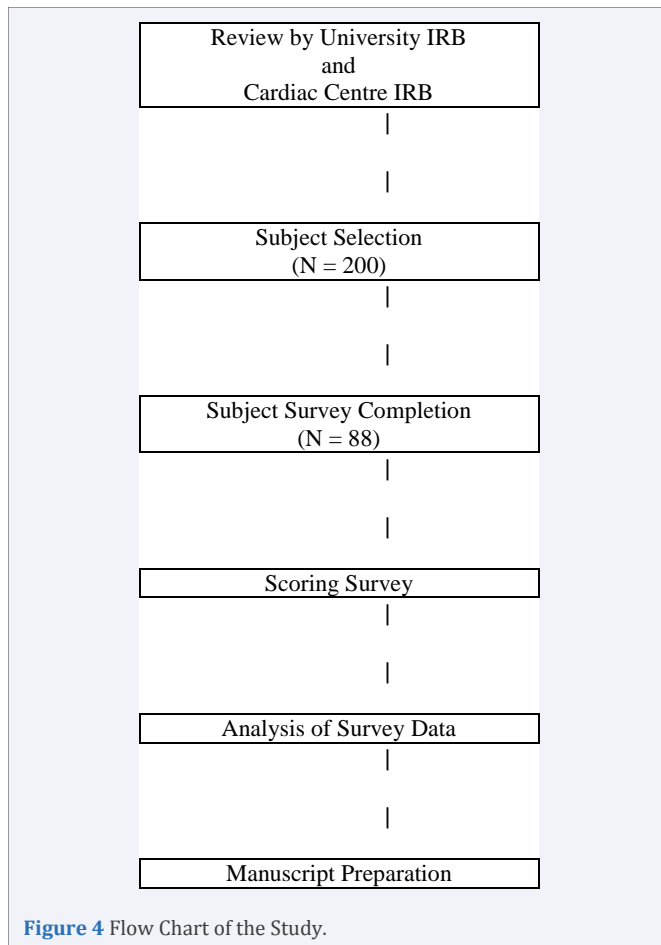 Review by University IRB
and
Cardiac Centre IRB
Subject Selection
(N = 200)
Subject Survey Completion
(N = 88)
Scoring Survey
Analysis of Survey Data
Manuscript Preparation
Figure 4 Flow Chart of the Study.